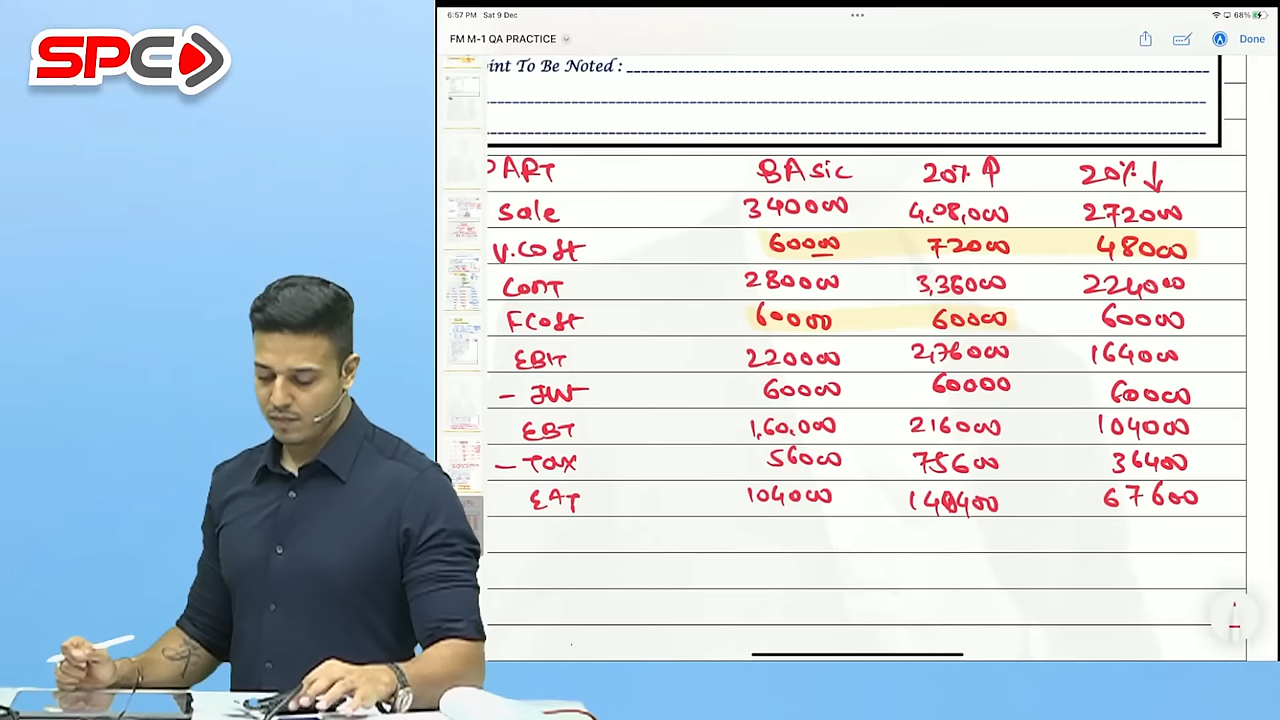 SPC
6:57 PM Sat 9 Dec
68%
FM M-1 QA PRACTICE
Done
int To Be Noted :
PART BASIC 20% ↑ 20% ↓
Sale 340000 4,08,000 272000
V.Cost 60000 72000 48000
CONT 280000 3,36000 224000
FCost 60000 60000 60000
EBIT 220000 2,76000 164000
- INT 60000 60000 60000
EBT 1,60,000 216000 104000
- Tax 56000 75600 36400
EAT 104000 140400 67600